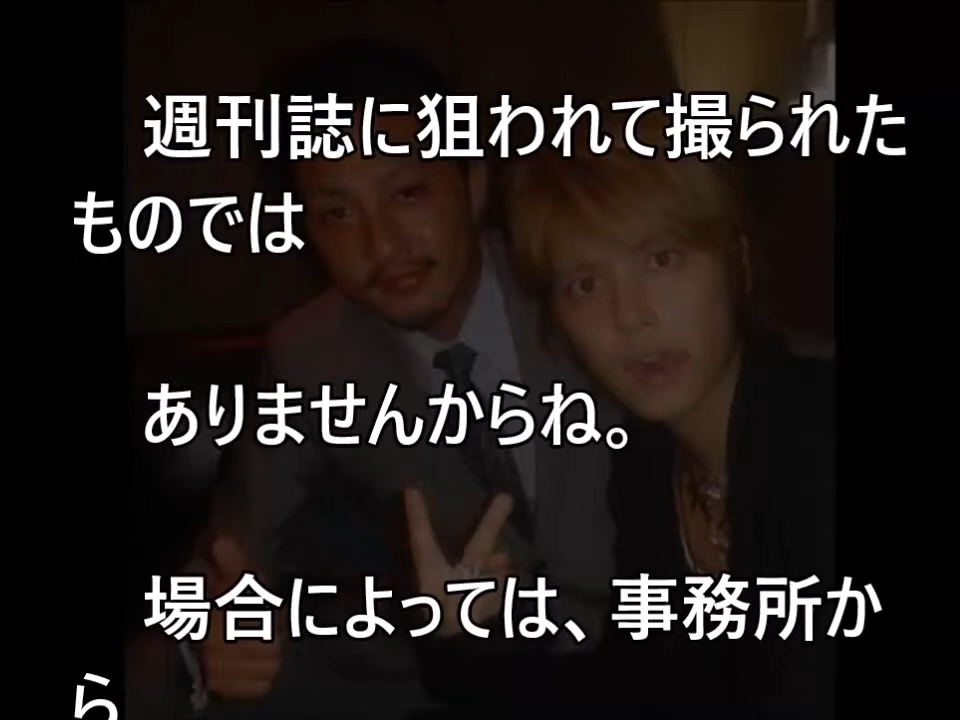 週刊誌に狙われて撮られた
ものでは
ありませんからね。
場合によっては、事務所か
ら